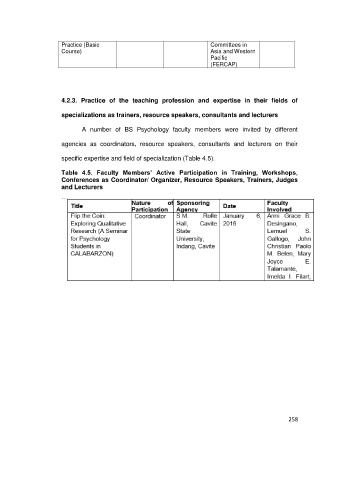 Practice (Basic
Course)
Committees in
Asia and Western
Pacific
(FERCAP)
4.2.3. Practice of the teaching profession and expertise in their fields of
specializations as trainers, resource speakers, consultants and lecturers
A number of BS Psychology faculty members were invited by different
agencies as coordinators, resource speakers, consultants and lecturers on their
specific expertise and field of specialization (Table 4.5).
Table 4.5. Faculty Members’ Active Participation in Training, Workshops,
Conferences as Coordinator/ Organizer, Resource Speakers, Trainers, Judges
and Lecturers
Title
Nature of
Participation
Sponsoring
Agency
Date
Faculty
Involved
Flip the Coin:
Exploring Qualitative
Research (A Seminar
for Psychology
Students in
CALABARZON)
Coordinator
S.M. Rolle
Hall, Cavite
State
University,
Indang, Cavite
January 6,
2016
Anni Grace B.
Desingano,
Lemuel S.
Gallogo, John
Christian Paolo
M. Belen, Mary
Joyce E.
Talamante,
Imelda I. Filart,
258